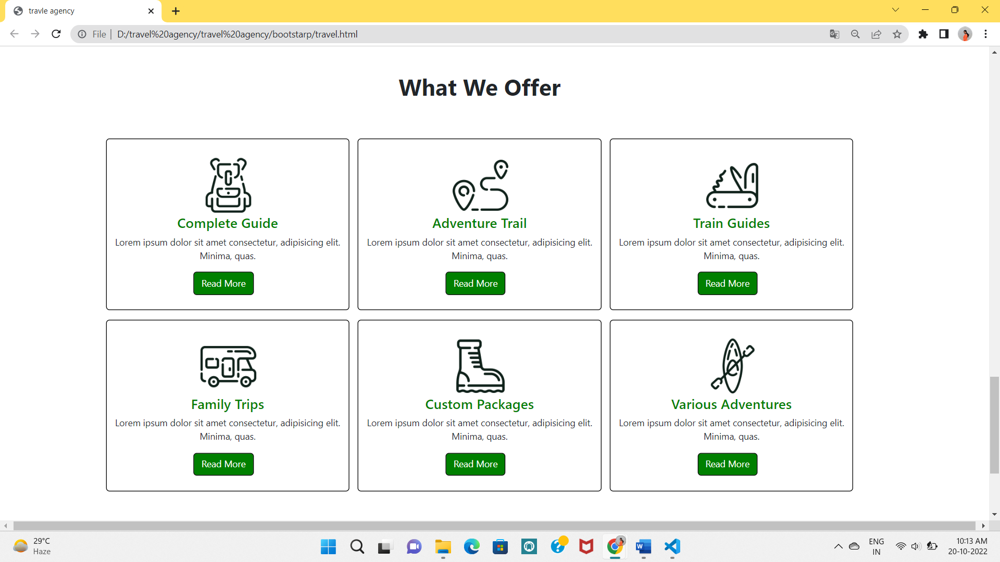 travle agency
File
D:/travel%20agency/travel%20agency/bootstarp/travel.html
What We Offer
Complete Guide
Lorem ipsum dolor sit amet consectetur, adipisicing elit.
Minima, quas.
Read More
Adventure Trail
Lorem ipsum dolor sit amet consectetur, adipisicing elit.
Minima, quas.
Read More
Train Guides
Lorem ipsum dolor sit amet consectetur, adipisicing elit.
Minima, quas.
Read More
Family Trips
Lorem ipsum dolor sit amet consectetur, adipisicing elit.
Minima, quas.
Read More
Custom Packages
Lorem ipsum dolor sit amet consectetur, adipisicing elit.
Minima, quas.
Read More
Various Adventures
Lorem ipsum dolor sit amet consectetur, adipisicing elit.
Minima, quas.
Read More
29°C
Haze
ENG
IN
10:13 AM
20-10-2022